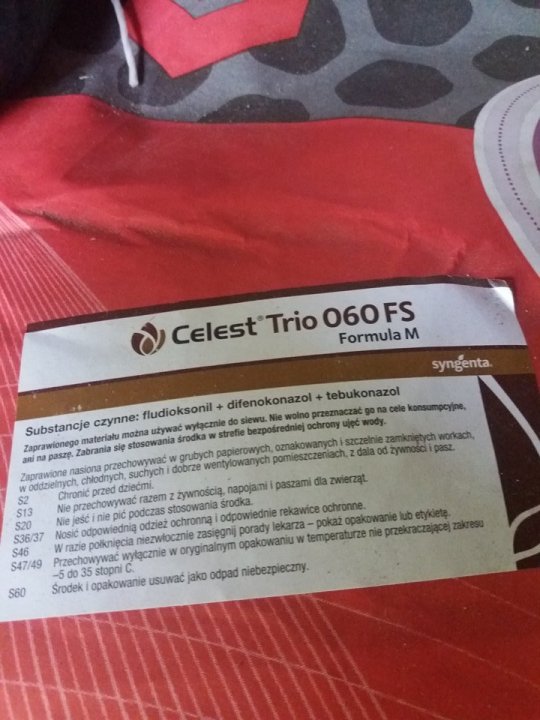 Celest® Trio 060 FS
Formula M
syngenta.
Substancje czynne: fludioksonil + difenokonazol + tebukonazol
Zaprawionego materiału można używać wyłącznie do siewu. Nie wolno przeznaczać go na cele konsumpcyjne,
ani na paszę. Zabrania się stosowania środka w strefie bezpośredniej ochrony ujęć wody.
Zaprawione nasiona przechowywać w grubych papierowych, oznakowanych i szczelnie zamkniętych workach,
w oddzielnych, chłodnych, suchych i dobrze wentylowanych pomieszczeniach, z dala od żywności i pasz.
S2 Chronić przed dziećmi.
S13 Nie przechowywać razem z żywnością, napojami i paszami dla zwierząt.
S20 Nie jeść i nie pić podczas stosowania środka.
S36/37 Nosić odpowiednią odzież ochronną i odpowiednie rękawice ochronne.
S46 W razie połknięcia niezwłocznie zasięgnij porady lekarza – pokaż opakowanie lub etykietę.
S47/49 Przechowywać wyłącznie w oryginalnym opakowaniu w temperaturze nie przekraczającej zakresu
–5 do 35 stopni C.
S60 Środek i opakowanie usuwać jako odpad niebezpieczny.